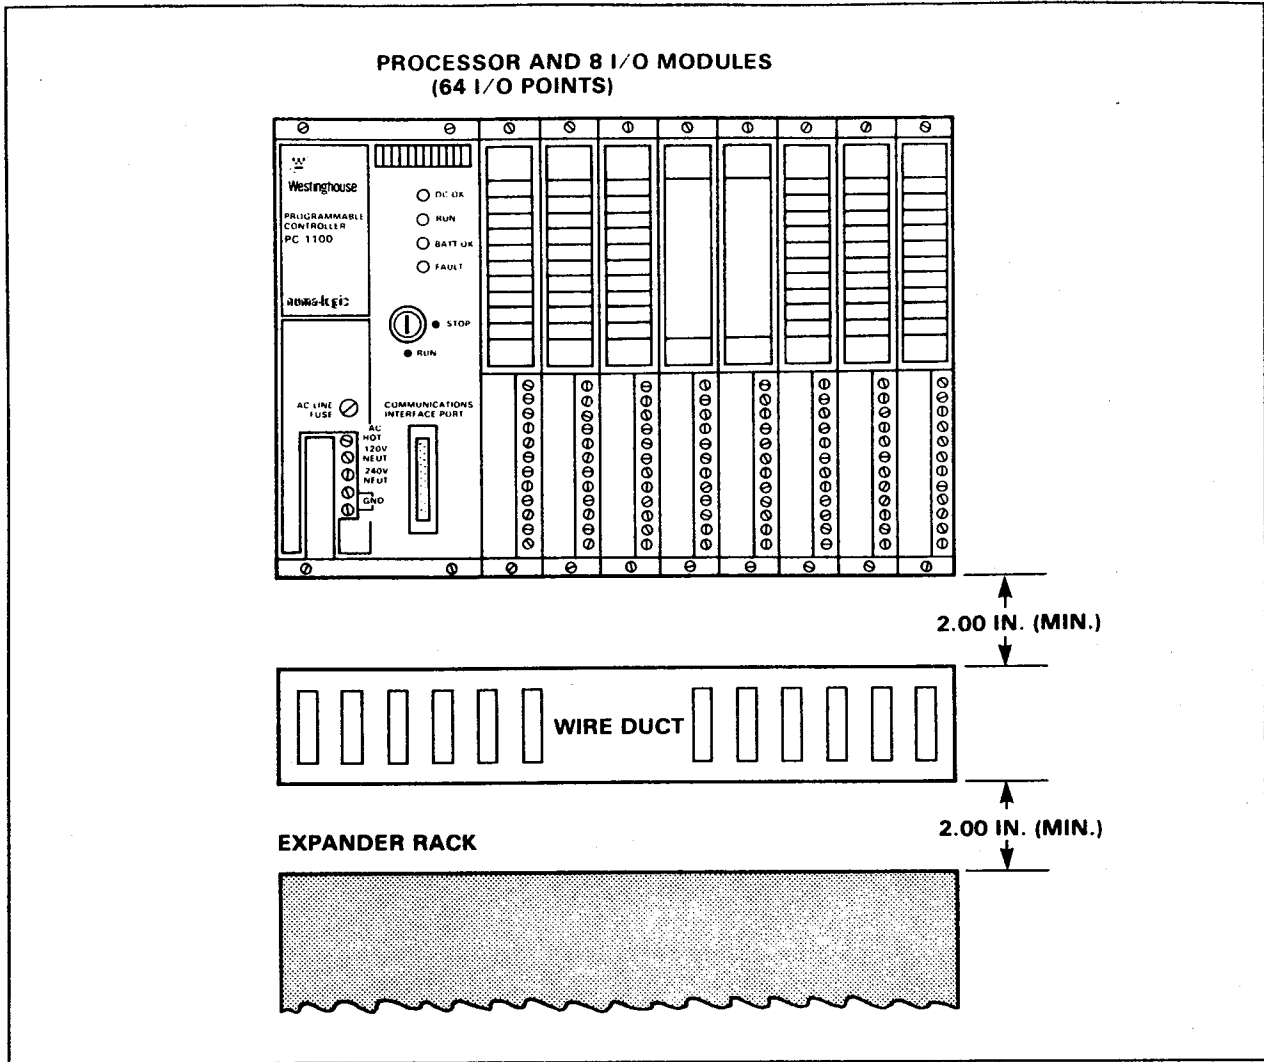 PROCESSOR AND 8 I/O MODULES
(64 I/O POINTS)
Westinghouse
PROGRAMMABLE
CONTROLLER
PC 1100
numa-logic
DC OK
RUN
BATT OK
FAULT
STOP
RUN
AC LINE
FUSE
AC
HOT
120V
NEUT
240V
NEUT
GND
COMMUNICATIONS
INTERFACE PORT
2.00 IN. (MIN.)
WIRE DUCT
2.00 IN. (MIN.)
EXPANDER RACK